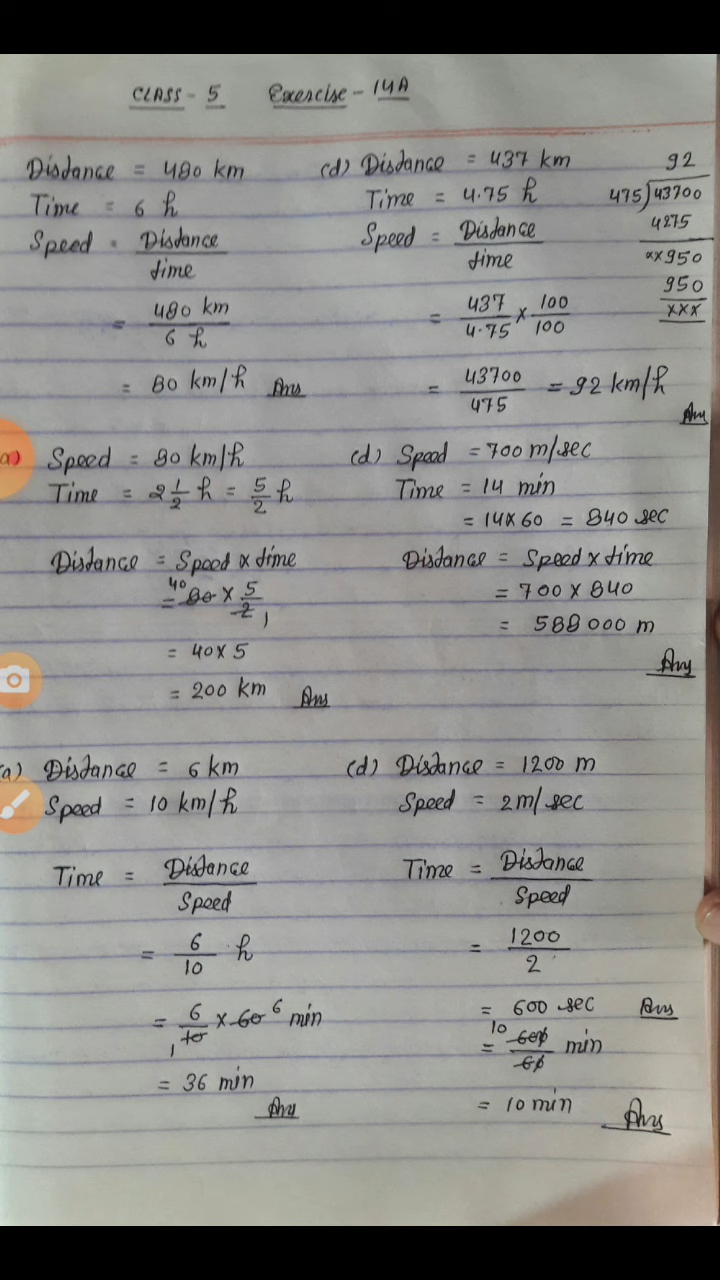 CLASS - 5 Exercise - 14A
Distance = 480 km
Time = 6 h
Speed = Distance/time
= 480 km/6 h
= 80 km/h Ans
(d) Distance = 437 km
Time = 4.75 h
Speed = Distance/time
= 437/4.75 × 100/100
= 43700/475 = 92 km/h
Ans
92
475)43700
4275
××950
950
×××
a) Speed = 80 km/h
Time = 2 1/2 h = 5/2 h
Distance = Speed × time
= 80 40 × 5/2 1
= 40 × 5
= 200 km Ans
(d) Speed = 700 m/sec
Time = 14 min
= 14 × 60 = 840 sec
Distance = Speed × time
= 700 × 840
= 588000 m
Ans
(a) Distance = 6 km
Speed = 10 km/h
Time = Distance/Speed
= 6/10 h
= 6/10 1 × 60 6 min
= 36 min
Ans
(d) Distance = 1200 m
Speed = 2m/sec
Time = Distance/Speed
= 1200/2
= 600 sec Ans
= 10 600/60 min
= 10 min Ans